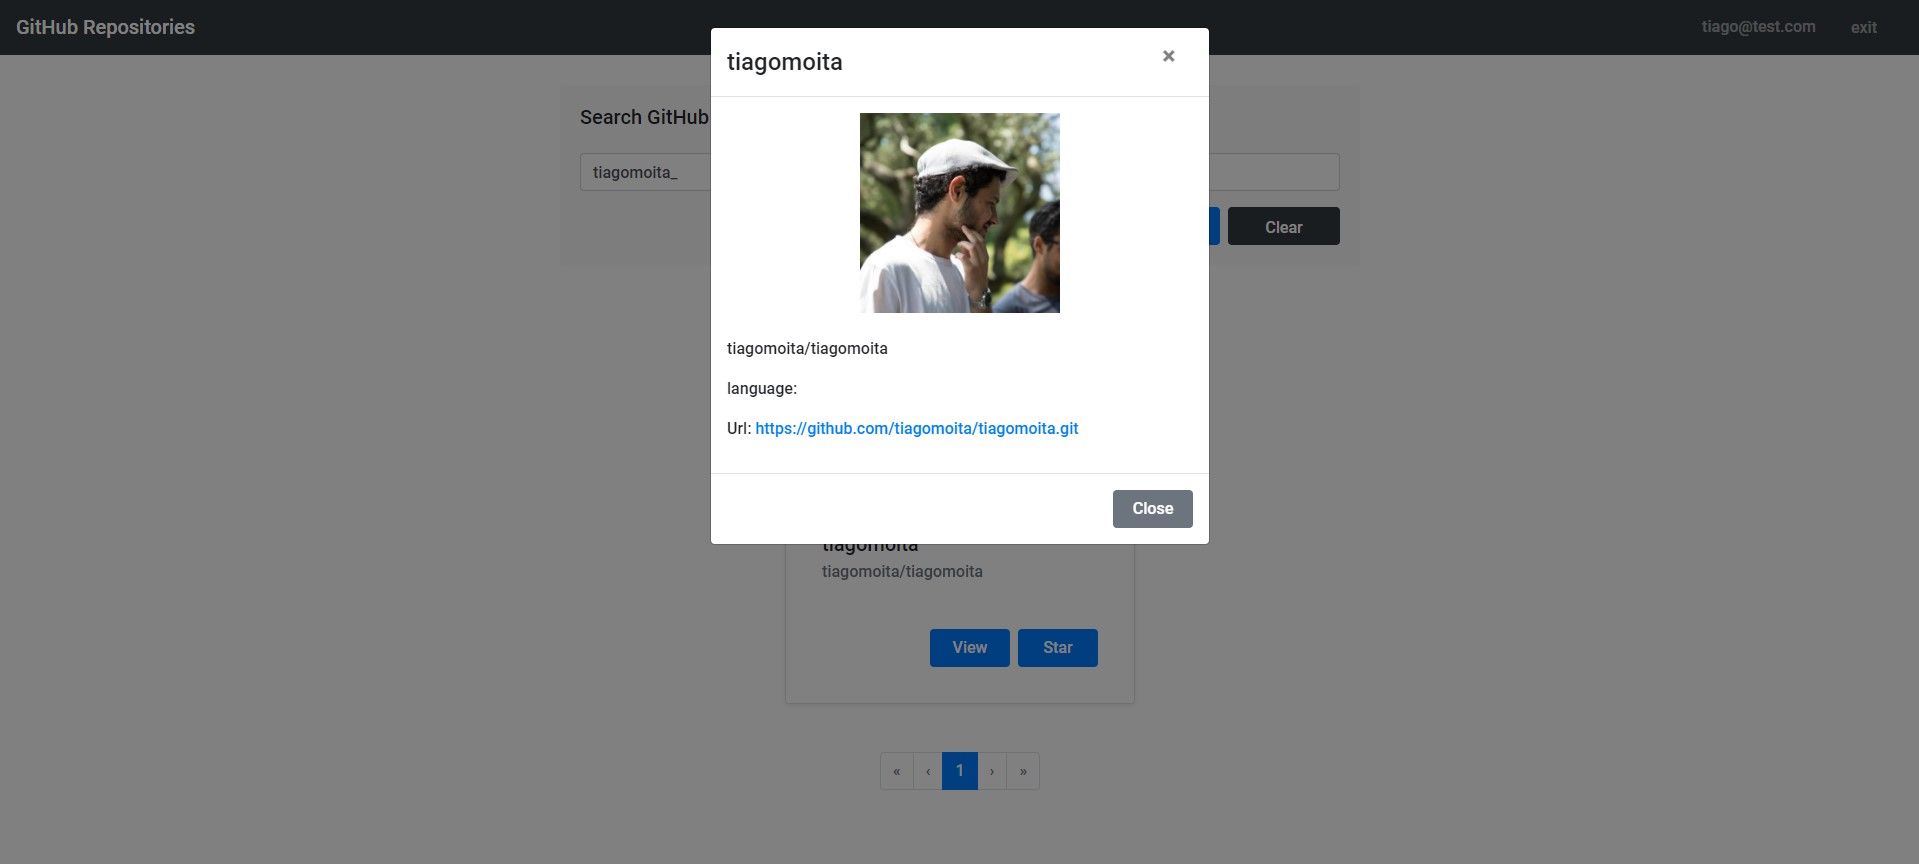 GitHub Repositories
tiago@test.com
exit
tiagomoita
×
Search GitHub
tiagomoita_
Clear
tiagomoita/tiagomoita
language:
Url: https://github.com/tiagomoita/tiagomoita.git
Close
tiagomoita
tiagomoita/tiagomoita
View
Star
« ‹ 1 › »